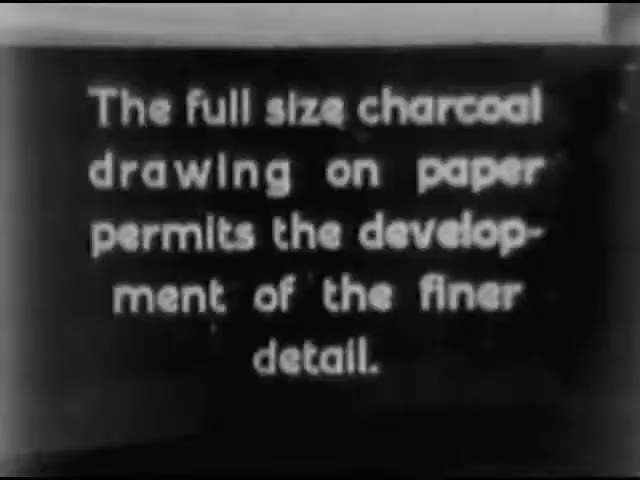 The full size charcoal
drawing on paper
permits the develop-
ment of the finer
detail.